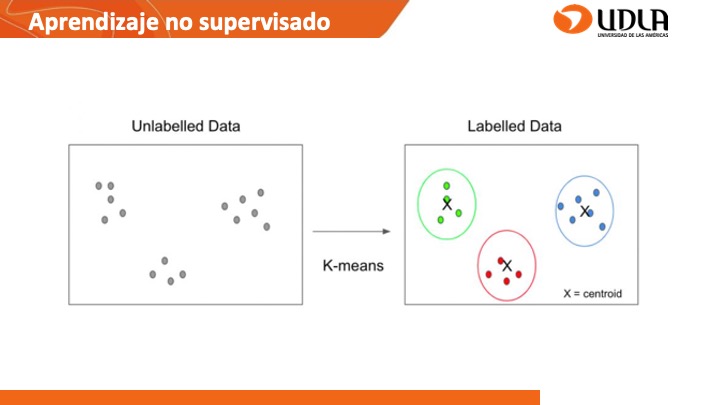 Aprendizaje no supervisado
UDLA
UNIVERSIDAD DE LAS AMÉRICAS
Unlabelled Data
Labelled Data
K-means
X
X
X
X = centroid